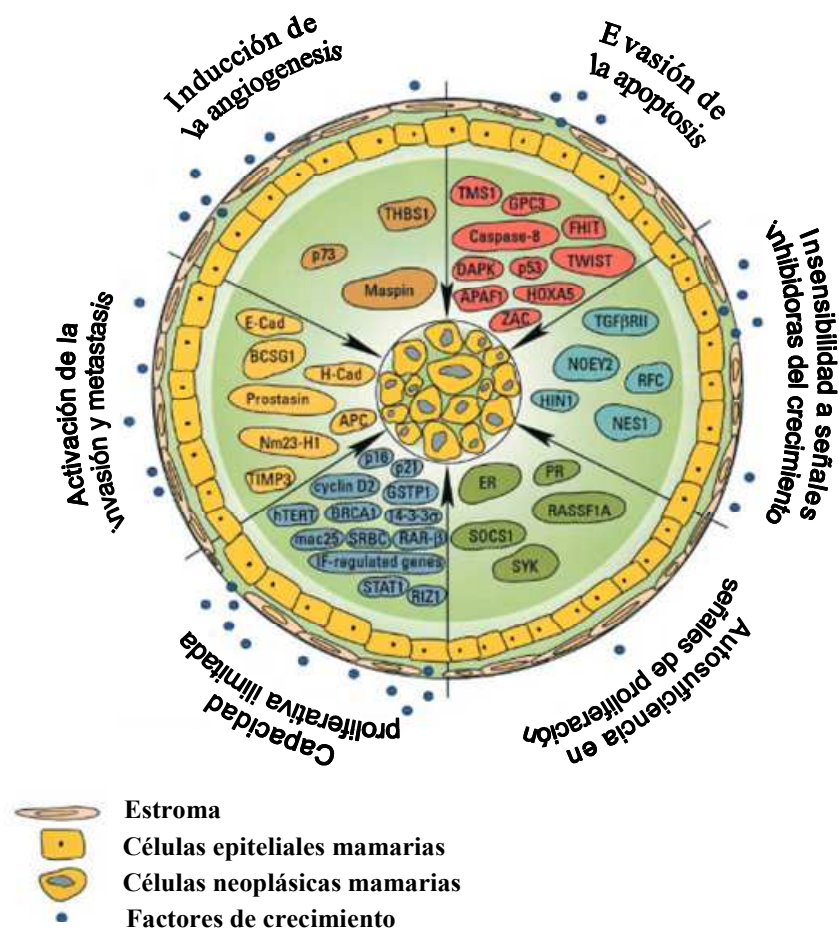 Inducción de
la angiogenesis
Evasión de
la apoptosis
Insensibilidad a señales
inhibidoras del crecimiento
Autosuficiencia en
señales de proliferación
Capacidad
proliferativa ilimitada
Activación de la
invasión y metastasis
THBS1
p73
Maspin
TMS1
GPC3
Caspase-8
FHIT
DAPK
p53
TWIST
APAF1
HOXA5
ZAC
TGFβRII
NOEY2
RFC
HIN1
NES1
ER
PR
RASSF1A
SOCS1
SYK
p16
p21
cyclin D2
GSTP1
hTERT
BRCA1
14-3-3σ
mac25
SRBC
RAR-β
IF-regulated genes
STAT1
RIZ1
E-Cad
BCSG1
H-Cad
Prostasin
APC
Nm23-H1
TIMP3
Estroma
Células epiteliales mamarias
Células neoplásicas mamarias
Factores de crecimiento